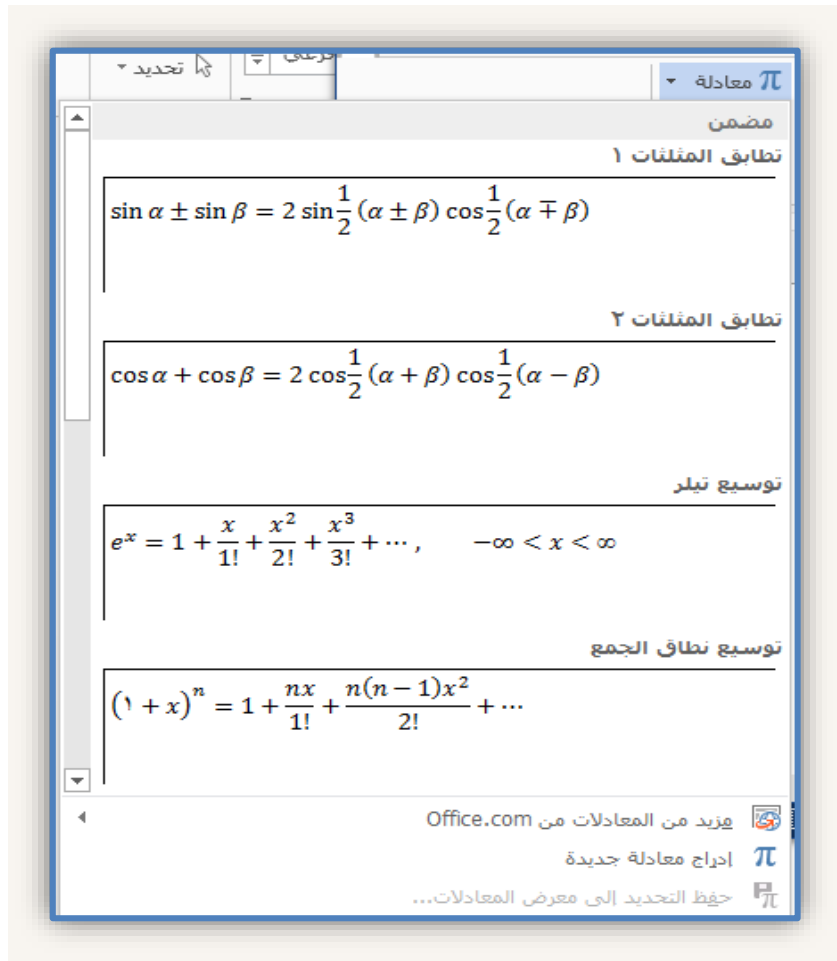 π معادلة
تحديد
مضمن
تطابق المثلثات ١
sin α ± sin β = 2 sin 1/2 (α ± β) cos 1/2 (α ∓ β)
تطابق المثلثات ٢
cos α + cos β = 2 cos 1/2 (α + β) cos 1/2 (α − β)
توسيع تيلر
e^x = 1 + x/1! + x^2/2! + x^3/3! + ⋯ , −∞ < x < ∞
توسيع نطاق الجمع
(١ + x)^n = 1 + nx/1! + n(n − 1)x^2/2! + ⋯
مزيد من المعادلات من Office.com
π إدراج معادلة جديدة
حفظ التحديد إلى معرض المعادلات...